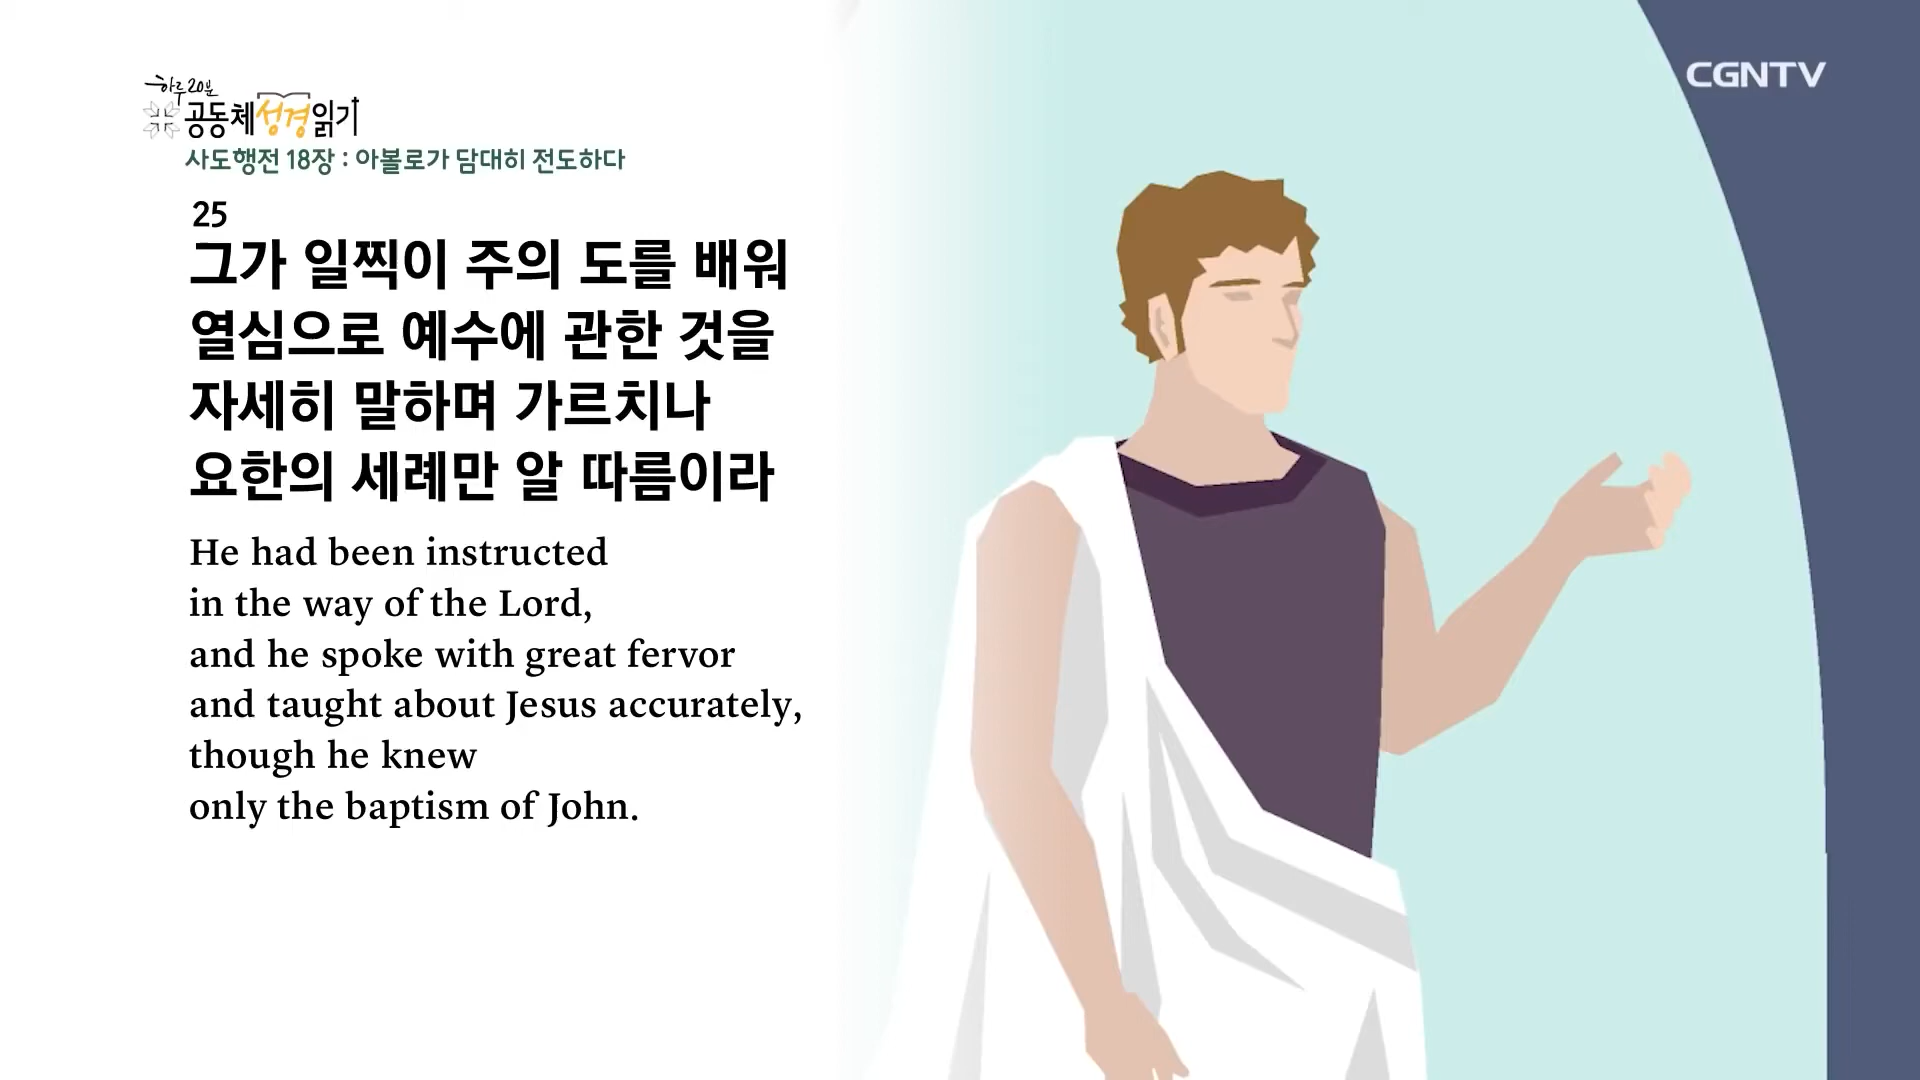 하루20분
공동체성경읽기
CGNTV
사도행전 18장 : 아볼로가 담대히 전도하다
25
그가 일찍이 주의 도를 배워
열심으로 예수에 관한 것을
자세히 말하며 가르치나
요한의 세례만 알 따름이라
He had been instructed
in the way of the Lord,
and he spoke with great fervor
and taught about Jesus accurately,
though he knew
only the baptism of John.